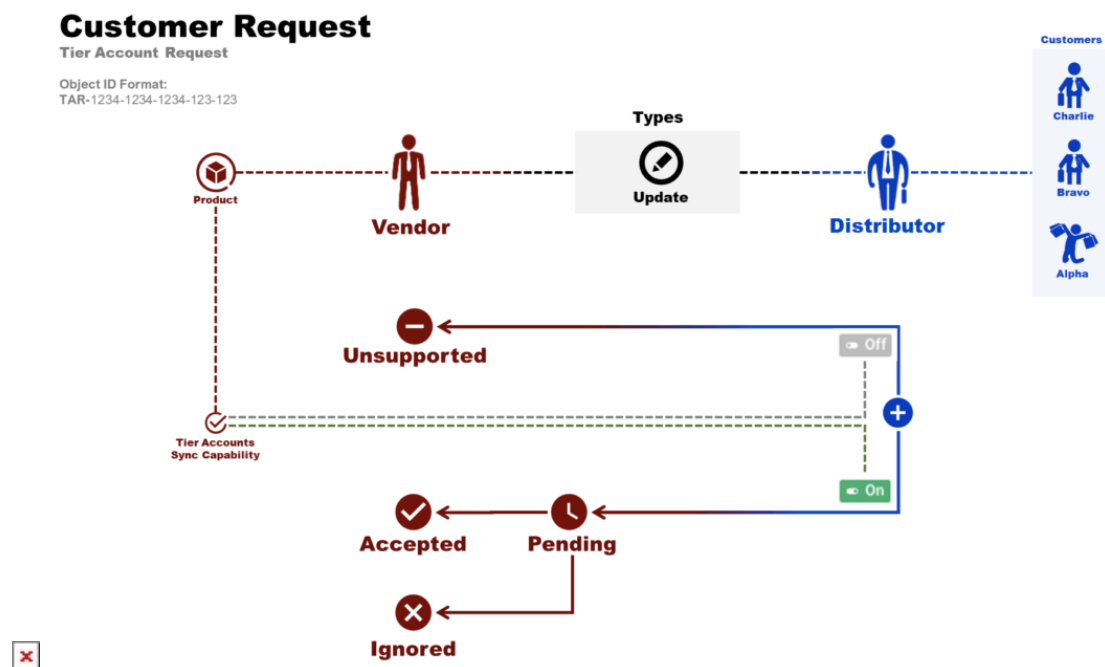 Customer Request
Tier Account Request
Object ID Format:
TAR-1234-1234-1234-123-123
Customers
Charlie
Types
Bravo
Product
Update
Vendor
Distributor
Alpha
Unsupported
Off
Tier Accounts
Sync Capability
On
Accepted
Pending
Ignored